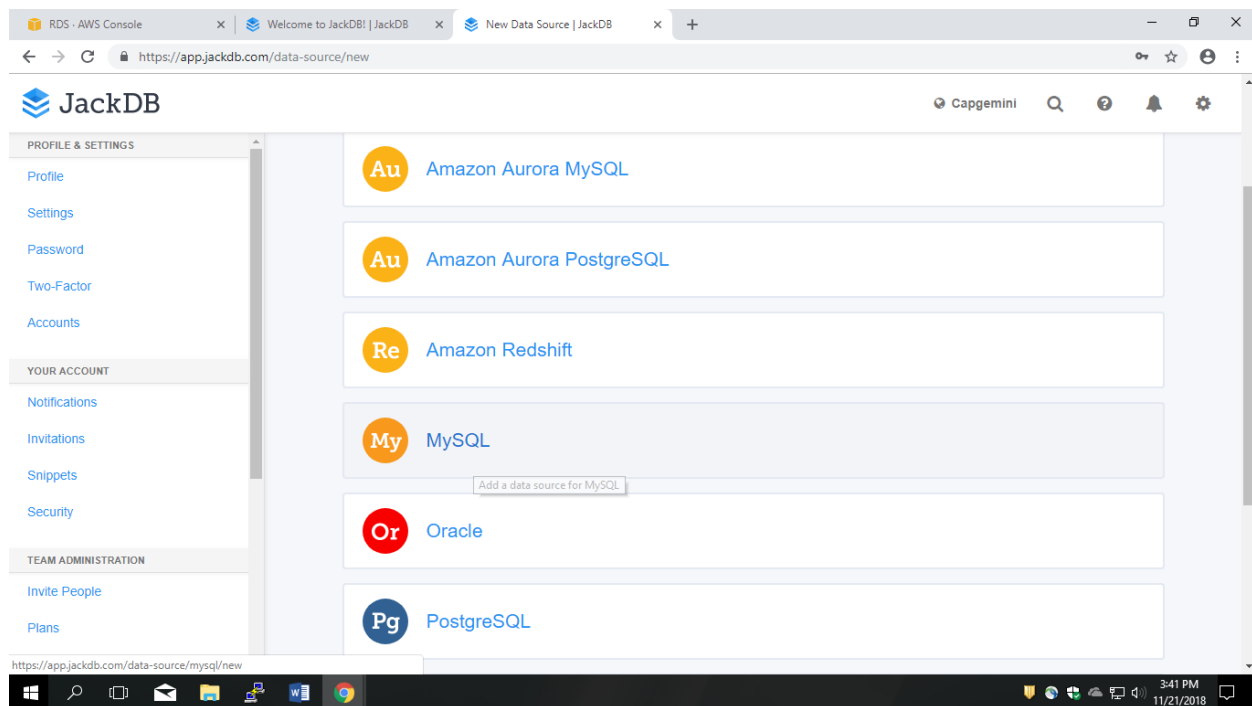 RDS · AWS Console
Welcome to JackDB! | JackDB
New Data Source | JackDB
https://app.jackdb.com/data-source/new
JackDB
Capgemini
PROFILE & SETTINGS
Profile
Settings
Password
Two-Factor
Accounts
YOUR ACCOUNT
Notifications
Invitations
Snippets
Security
TEAM ADMINISTRATION
Invite People
Plans
Au Amazon Aurora MySQL
Au Amazon Aurora PostgreSQL
Re Amazon Redshift
My MySQL
Add a data source for MySQL
Or Oracle
Pg PostgreSQL
https://app.jackdb.com/data-source/mysql/new
3:41 PM
11/21/2018